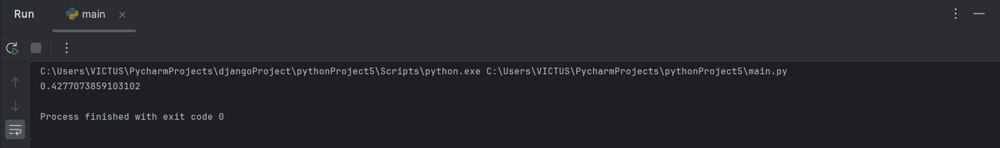 Run main
C:\Users\VICTUS\PycharmProjects\djangoProject\pythonProject5\Scripts\python.exe C:\Users\VICTUS\PycharmProjects\pythonProject5\main.py
0.4277073859103102
Process finished with exit code 0